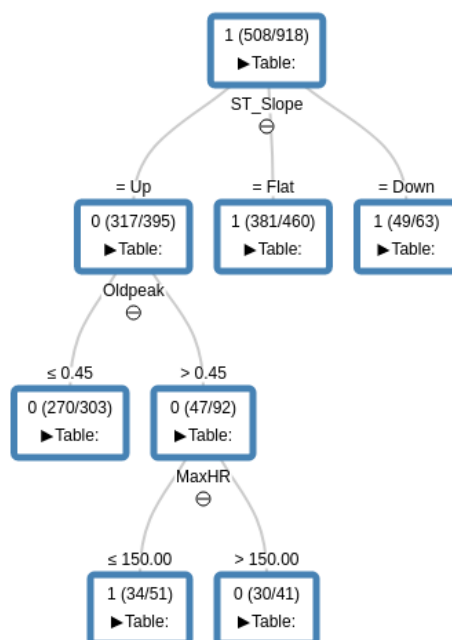 1 (508/918)
▶Table:
ST_Slope
= Up
= Flat
= Down
0 (317/395)
▶Table:
1 (381/460)
▶Table:
1 (49/63)
▶Table:
Oldpeak
≤ 0.45
> 0.45
0 (270/303)
▶Table:
0 (47/92)
▶Table:
MaxHR
≤ 150.00
> 150.00
1 (34/51)
▶Table:
0 (30/41)
▶Table: